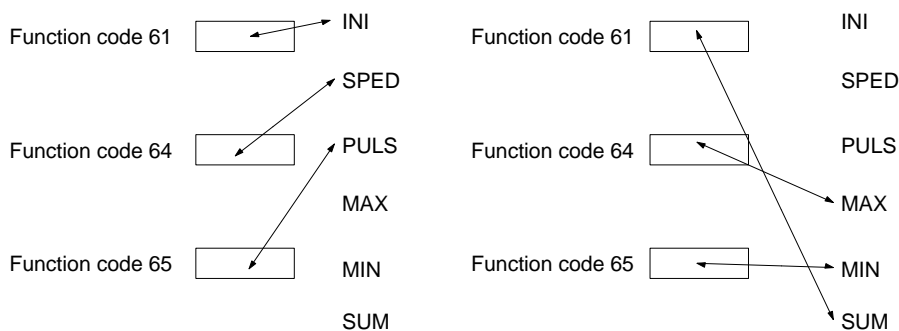 Function code 61
INI
SPED
Function code 64
PULS
MAX
Function code 65
MIN
SUM
Function code 61
INI
SPED
Function code 64
PULS
MAX
Function code 65
MIN
SUM